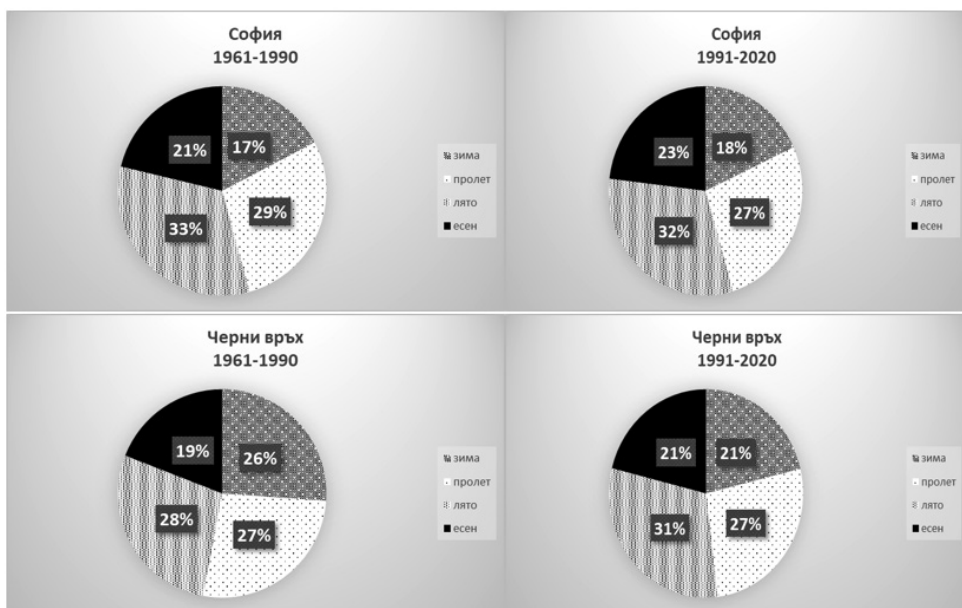 София
1961-1990
21%
17%
33%
29%
зима
пролет
лято
есен
София
1991-2020
23%
18%
32%
27%
зима
пролет
лято
есен
Черни връх
1961-1990
19%
26%
28%
27%
зима
пролет
лято
есен
Черни връх
1991-2020
21%
21%
31%
27%
зима
пролет
лято
есен